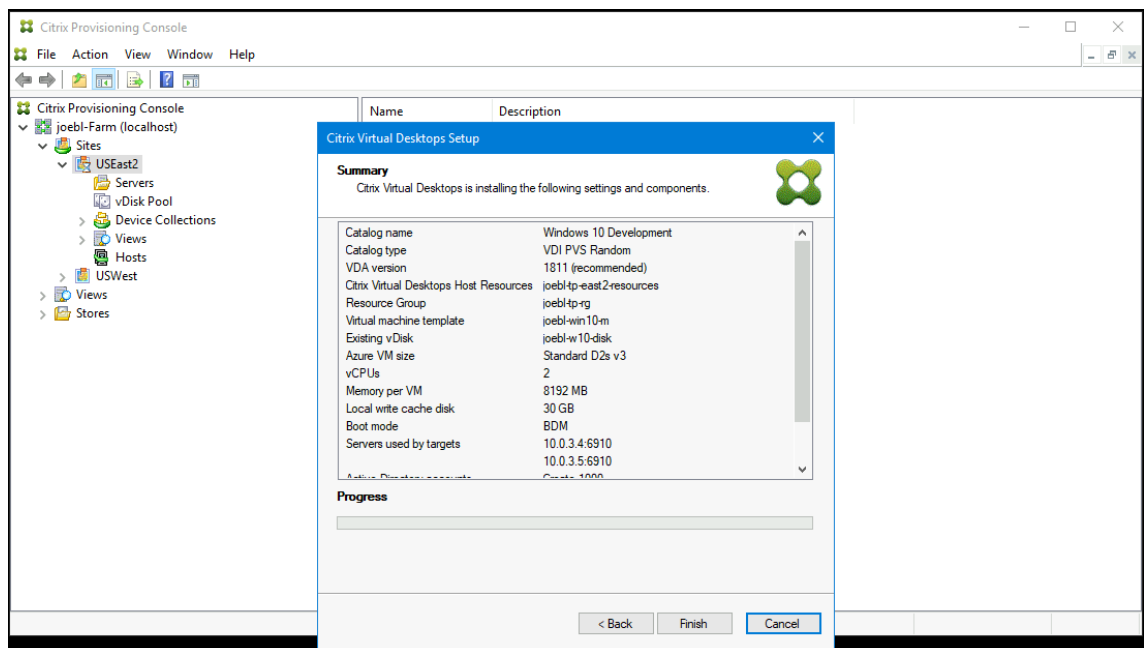 Citrix Provisioning Console
File Action View Window Help
Citrix Provisioning Console
joebl-Farm (localhost)
Sites
USEast2
Servers
vDisk Pool
Device Collections
Views
Hosts
USWest
Views
Stores
Name Description
Citrix Virtual Desktops Setup
Summary
Citrix Virtual Desktops is installing the following settings and components.
Catalog name Windows 10 Development
Catalog type VDI PVS Random
VDA version 1811 (recommended)
Citrix Virtual Desktops Host Resources joebl-tp-east2-resources
Resource Group joebl-tp-rg
Virtual machine template joebl-win10-m
Existing vDisk joebl-w10-disk
Azure VM size Standard D2s v3
vCPUs 2
Memory per VM 8192 MB
Local write cache disk 30 GB
Boot mode BDM
Servers used by targets 10.0.3.4:6910
10.0.3.5:6910
Active Directory accounts Create 1000
Progress
< Back Finish Cancel